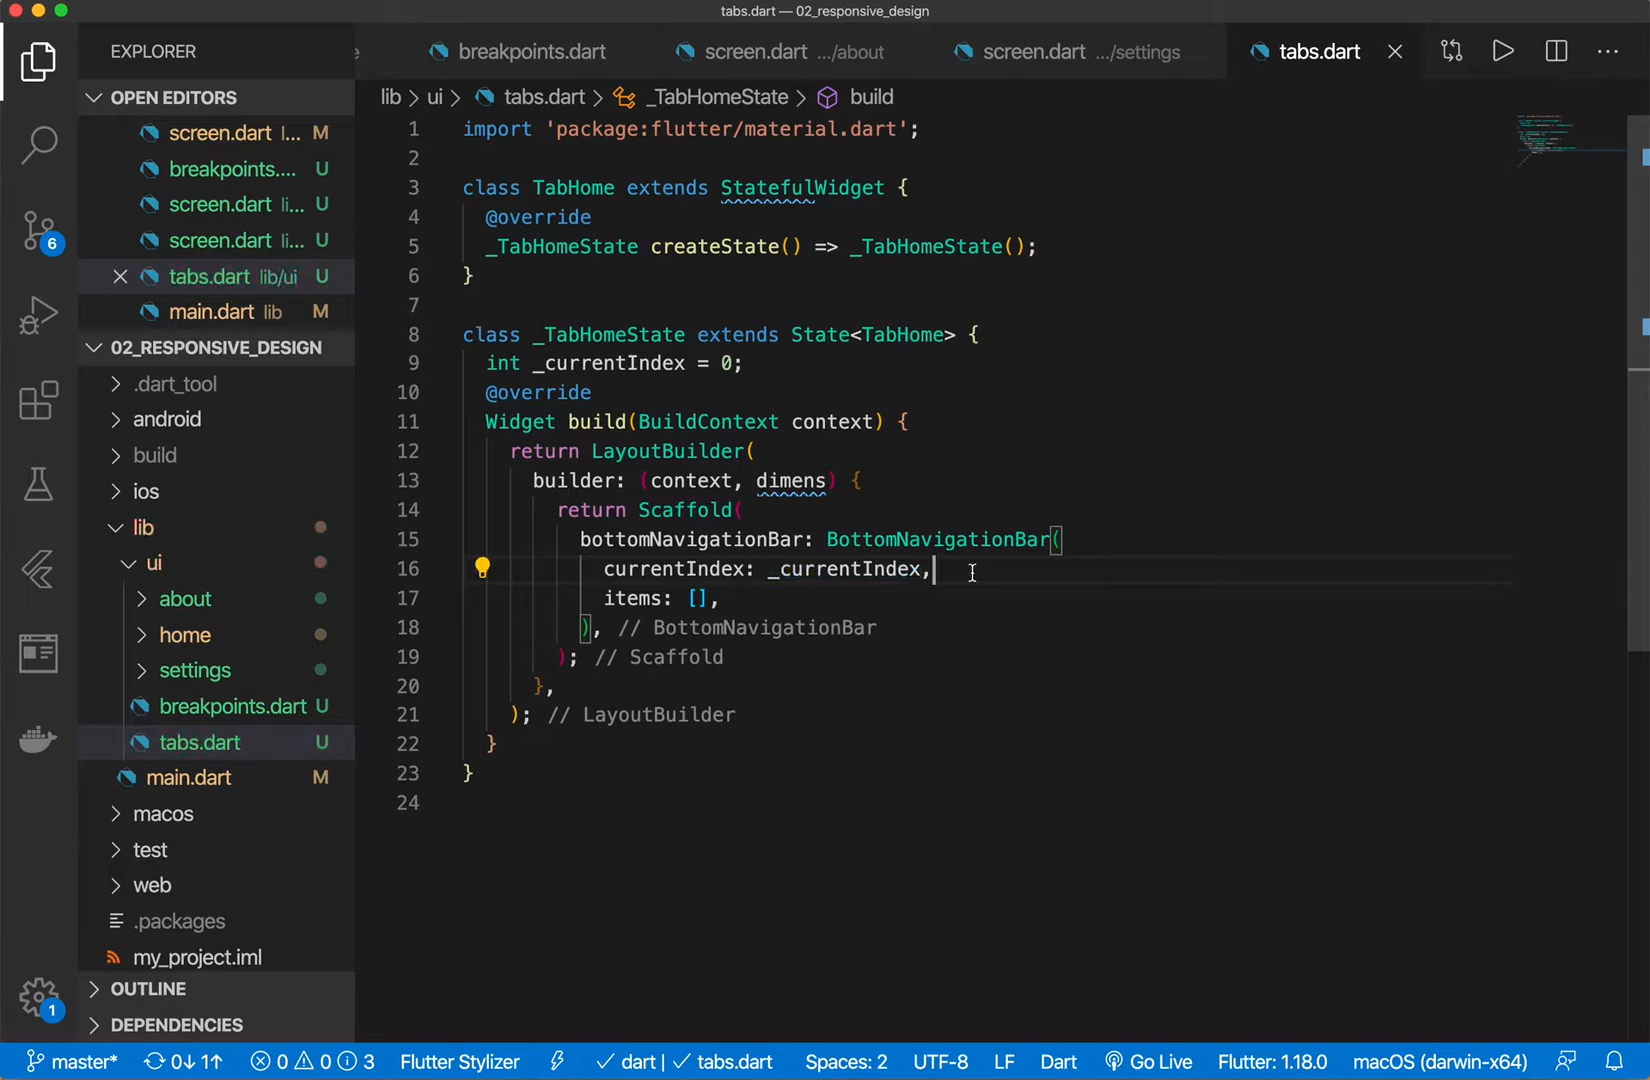 tabs.dart — 02_responsive_design
EXPLORER
breakpoints.dart
screen.dart .../about
screen.dart .../settings
tabs.dart
OPEN EDITORS
screen.dart l... M
breakpoints.... U
screen.dart li... U
screen.dart li... U
tabs.dart lib/ui U
main.dart lib M
02_RESPONSIVE_DESIGN
.dart_tool
android
build
ios
lib
ui
about
home
settings
breakpoints.dart U
tabs.dart U
main.dart M
macos
test
web
.packages
my_project.iml
OUTLINE
DEPENDENCIES
6
1
lib > ui > tabs.dart > _TabHomeState > build
1 import 'package:flutter/material.dart';
2
3 class TabHome extends StatefulWidget {
4 @override
5 _TabHomeState createState() => _TabHomeState();
6 }
7
8 class _TabHomeState extends State<TabHome> {
9 int _currentIndex = 0;
10 @override
11 Widget build(BuildContext context) {
12 return LayoutBuilder(
13 builder: (context, dimens) {
14 return Scaffold(
15 bottomNavigationBar: BottomNavigationBar(
16 currentIndex: _currentIndex,
17 items: [],
18 ), // BottomNavigationBar
19 ); // Scaffold
20 },
21 ); // LayoutBuilder
22 }
23 }
24
master* 0↓ 1↑ 0 0 3 Flutter Stylizer dart | tabs.dart Spaces: 2 UTF-8 LF Dart Go Live Flutter: 1.18.0 macOS (darwin-x64)